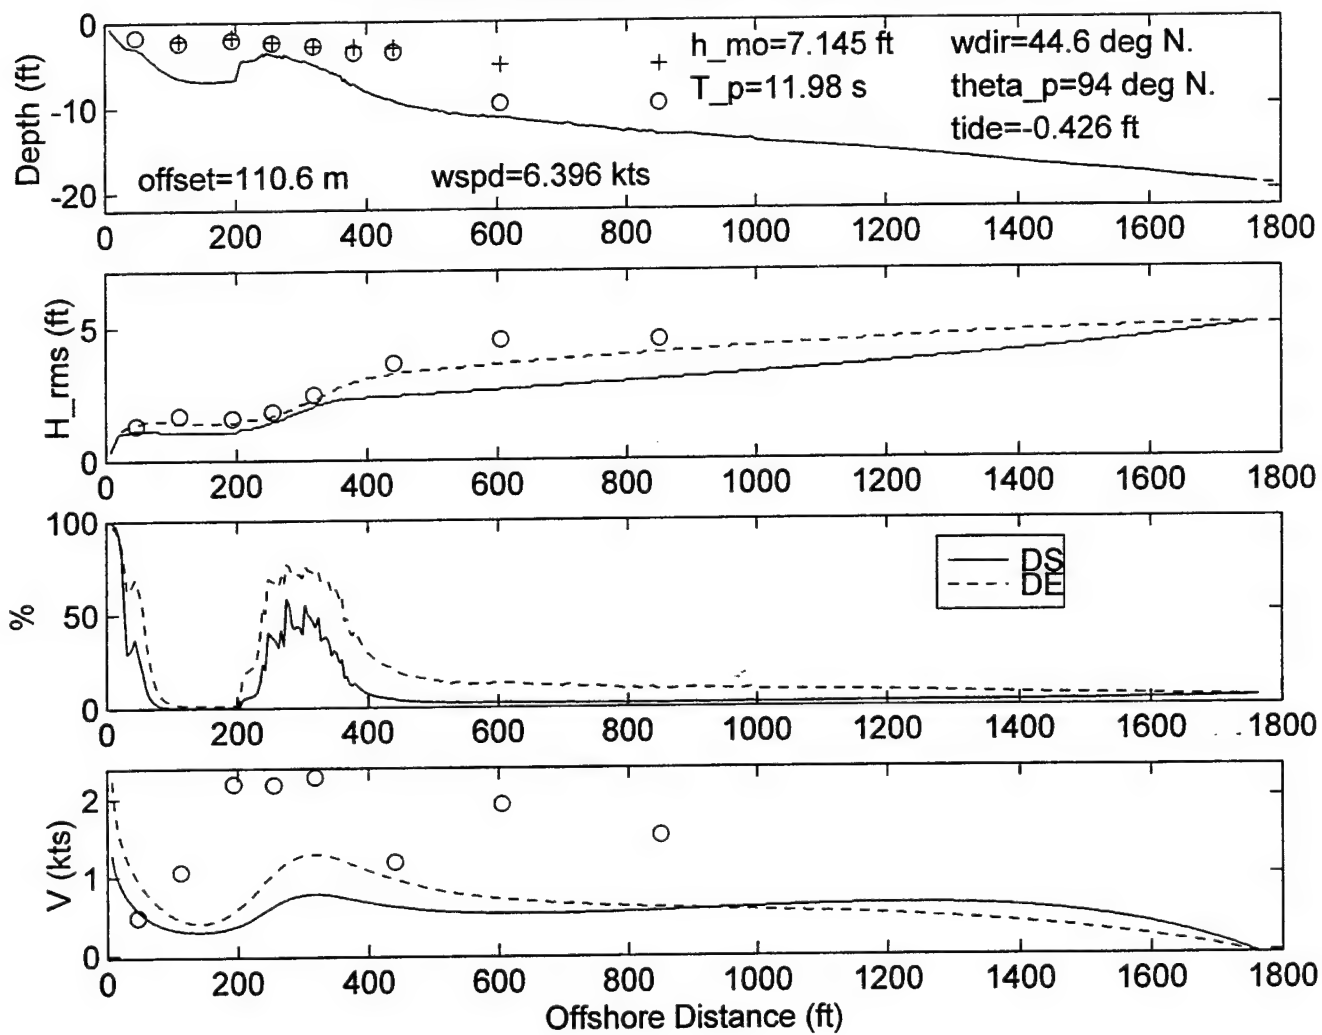 0
-10
-20
Depth (ft)
h_mo=7.145 ft
wdir=44.6 deg N.
T_p=11.98 s
theta_p=94 deg N.
tide=-0.426 ft
offset=110.6 m
wspd=6.396 kts
0 200 400 600 800 1000 1200 1400 1600 1800
5
0
H_rms (ft)
0 200 400 600 800 1000 1200 1400 1600 1800
100
50
0
%
DS
DE
0 200 400 600 800 1000 1200 1400 1600 1800
2
1
0
V (kts)
0 200 400 600 800 1000 1200 1400 1600 1800
Offshore Distance (ft)